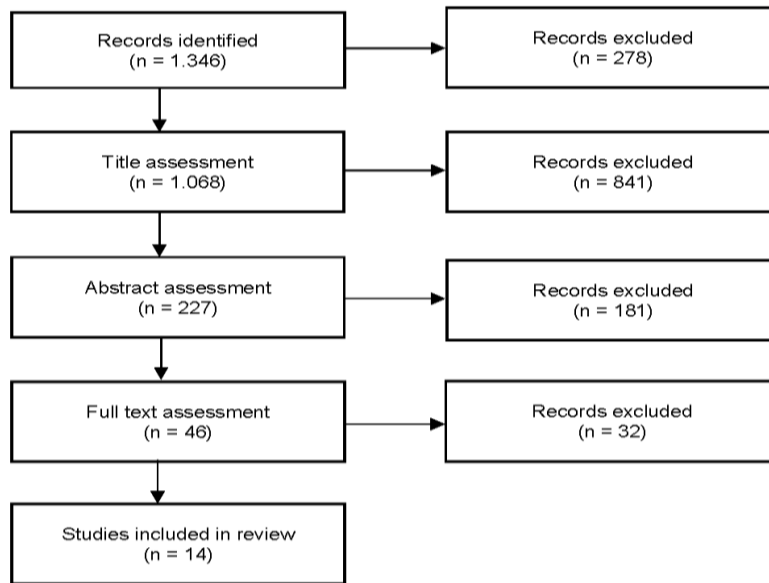 Records identified
(n = 1.346)
Records excluded
(n = 278)
Title assessment
(n = 1.068)
Records excluded
(n = 841)
Abstract assessment
(n = 227)
Records excluded
(n = 181)
Full text assessment
(n = 46)
Records excluded
(n = 32)
Studies included in review
(n = 14)